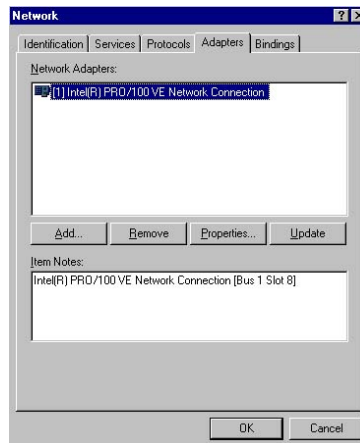 Network
Identification Services Protocols Adapters Bindings
Network Adapters:
[1] Intel(R) PRO/100 VE Network Connection
Add... Remove Properties... Update
Item Notes:
Intel(R) PRO/100 VE Network Connection [Bus 1 Slot 8]
OK Cancel